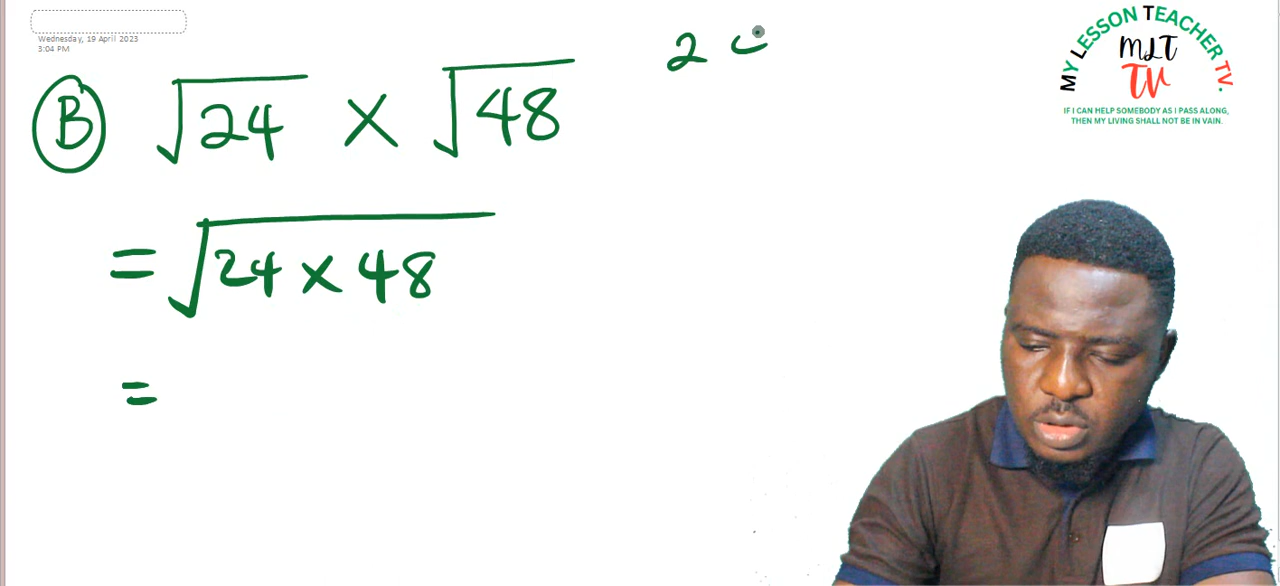 Wednesday, 19 April 2023
3:04 PM
B √24 × √48
= √24 × 48
=
2
MY LESSON TEACHER TV.
MLT
TV
IF I CAN HELP SOMEBODY AS I PASS ALONG,
THEN MY LIVING SHALL NOT BE IN VAIN.